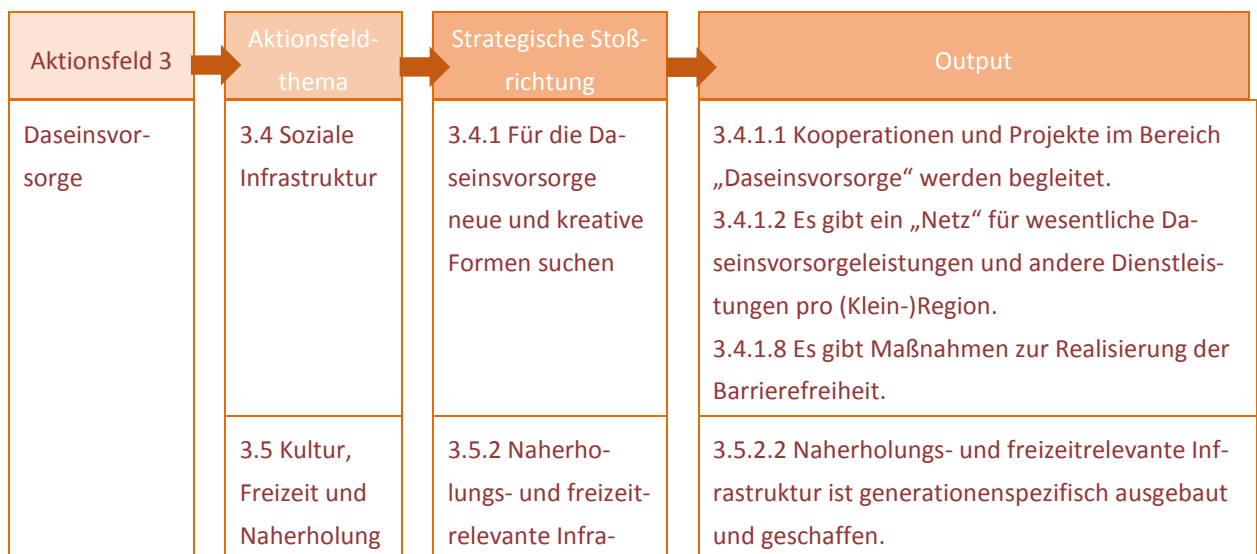 Aktionsfeld 3
Aktionsfeld-
thema
Strategische Stoß-
richtung
Output
Daseinsvor-
sorge
3.4 Soziale
Infrastruktur
3.4.1 Für die Da-
seinsvorsorge
neue und kreative
Formen suchen
3.4.1.1 Kooperationen und Projekte im Bereich
„Daseinsvorsorge“ werden begleitet.
3.4.1.2 Es gibt ein „Netz“ für wesentliche Da-
seinsvorsorgeleistungen und andere Dienstleis-
tungen pro (Klein-)Region.
3.4.1.8 Es gibt Maßnahmen zur Realisierung der
Barrierefreiheit.
3.5 Kultur,
Freizeit und
Naherholung
3.5.2 Naherho-
lungs- und freizeit-
relevante Infra-
3.5.2.2 Naherholungs- und freizeitrelevante Inf-
rastruktur ist generationenspezifisch ausgebaut
und geschaffen.